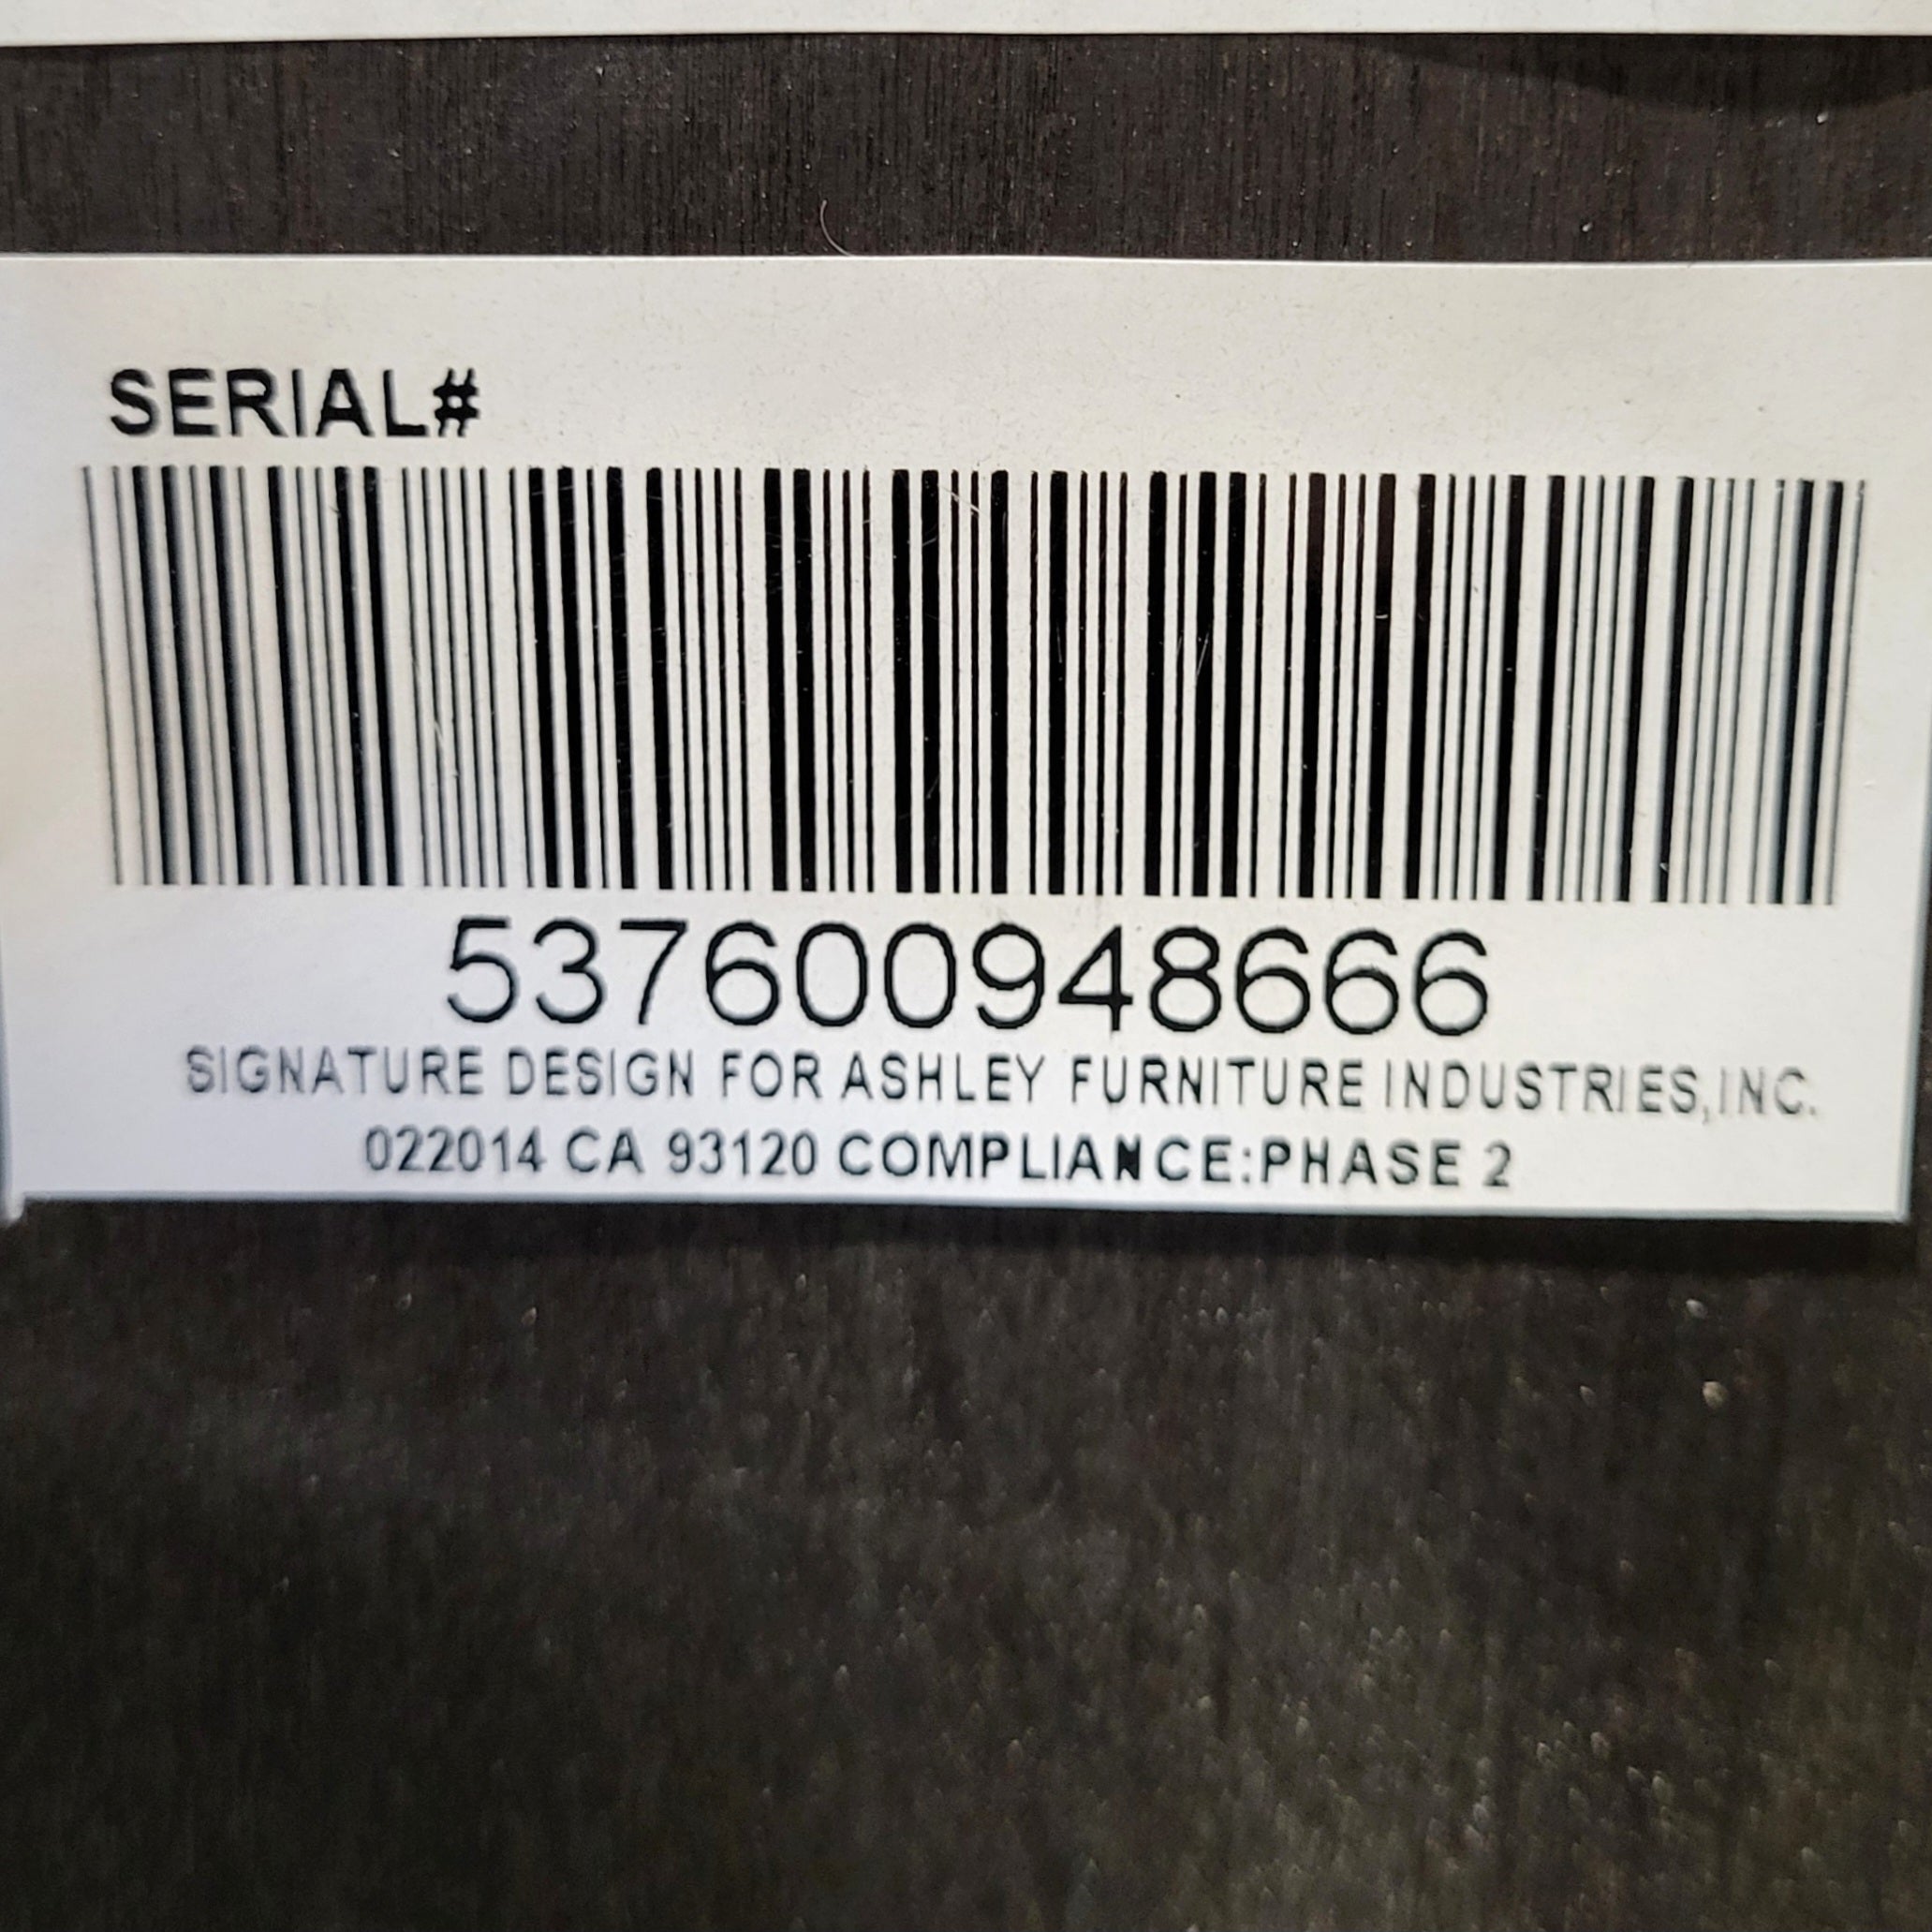 SERIAL#
537600948666
SIGNATURE DESIGN FOR ASHLEY FURNITURE INDUSTRIES,INC.
022014 CA 93120 COMPLIANCE:PHASE 2